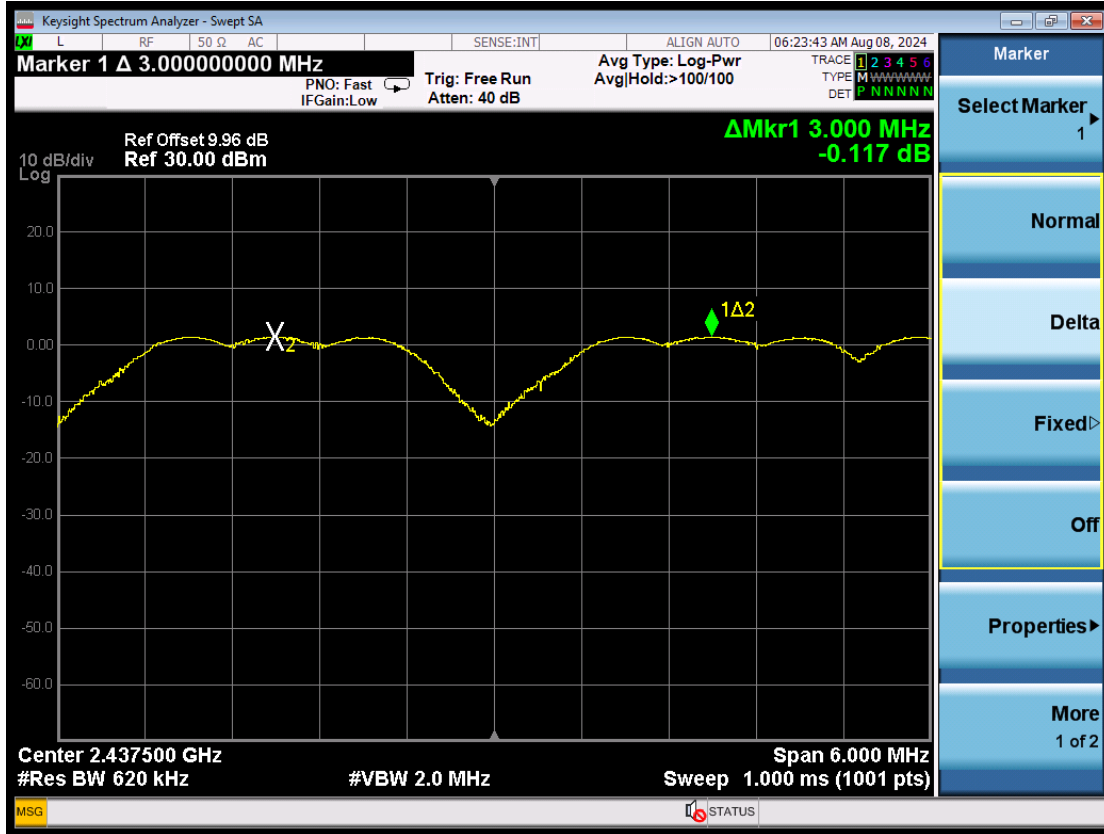 Keysight Spectrum Analyzer - Swept SA
LXI L RF 50 Ω AC SENSE:INT ALIGN AUTO 06:23:43 AM Aug 08, 2024
Marker 1 Δ 3.000000000 MHz
PNO: Fast
IFGain:Low
Trig: Free Run
Atten: 40 dB
Avg Type: Log-Pwr
Avg|Hold:>100/100
TRACE 1 2 3 4 5 6
TYPE M W W W W W
DET P N N N N N
Ref Offset 9.96 dB
Ref 30.00 dBm
10 dB/div
Log
ΔMkr1 3.000 MHz
-0.117 dB
20.0
10.0
0.00
-10.0
-20.0
-30.0
-40.0
-50.0
-60.0
X2
1Δ2
Center 2.437500 GHz
Span 6.000 MHz
#Res BW 620 kHz
#VBW 2.0 MHz
Sweep 1.000 ms (1001 pts)
MSG
STATUS
Marker
Select Marker
1
Normal
Delta
Fixed
Off
Properties
More
1 of 2